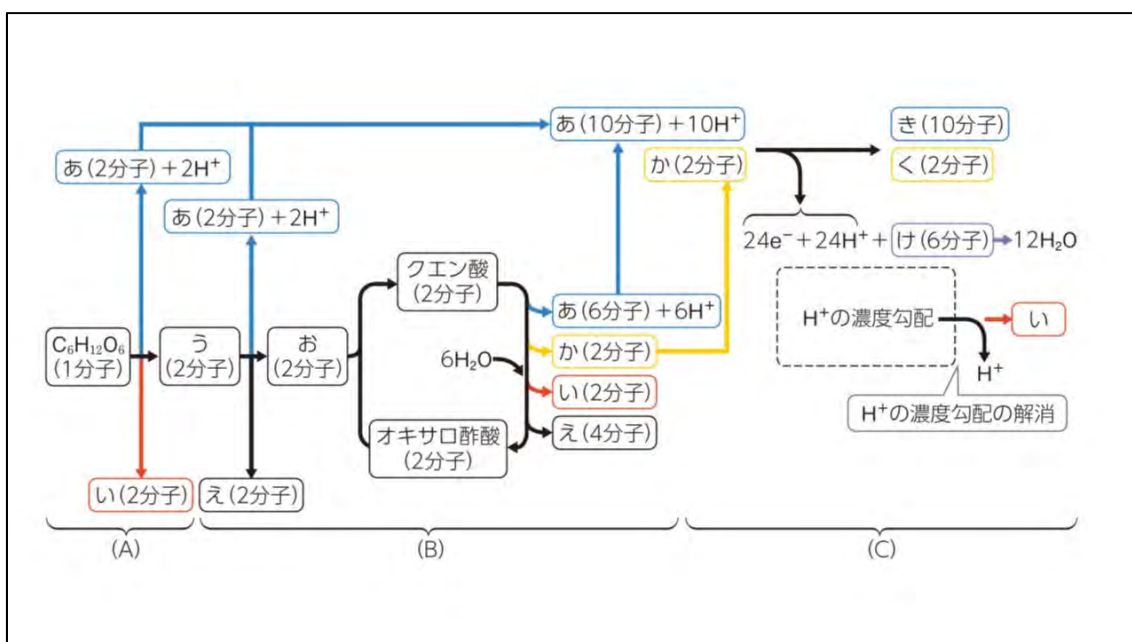 あ(10分子)+10H⁺
き(10分子)
か(2分子)
く(2分子)
あ(2分子)+2H⁺
あ(2分子)+2H⁺
24e⁻+24H⁺+け(6分子)→12H₂O
クエン酸
(2分子)
あ(6分子)+6H⁺
H⁺の濃度勾配
い
C₆H₁₂O₆
(1分子)
う
(2分子)
お
(2分子)
6H₂O
か(2分子)
H⁺
い(2分子)
H⁺の濃度勾配の解消
オキサロ酢酸
(2分子)
え(4分子)
い(2分子)
え(2分子)
(A)
(B)
(C)